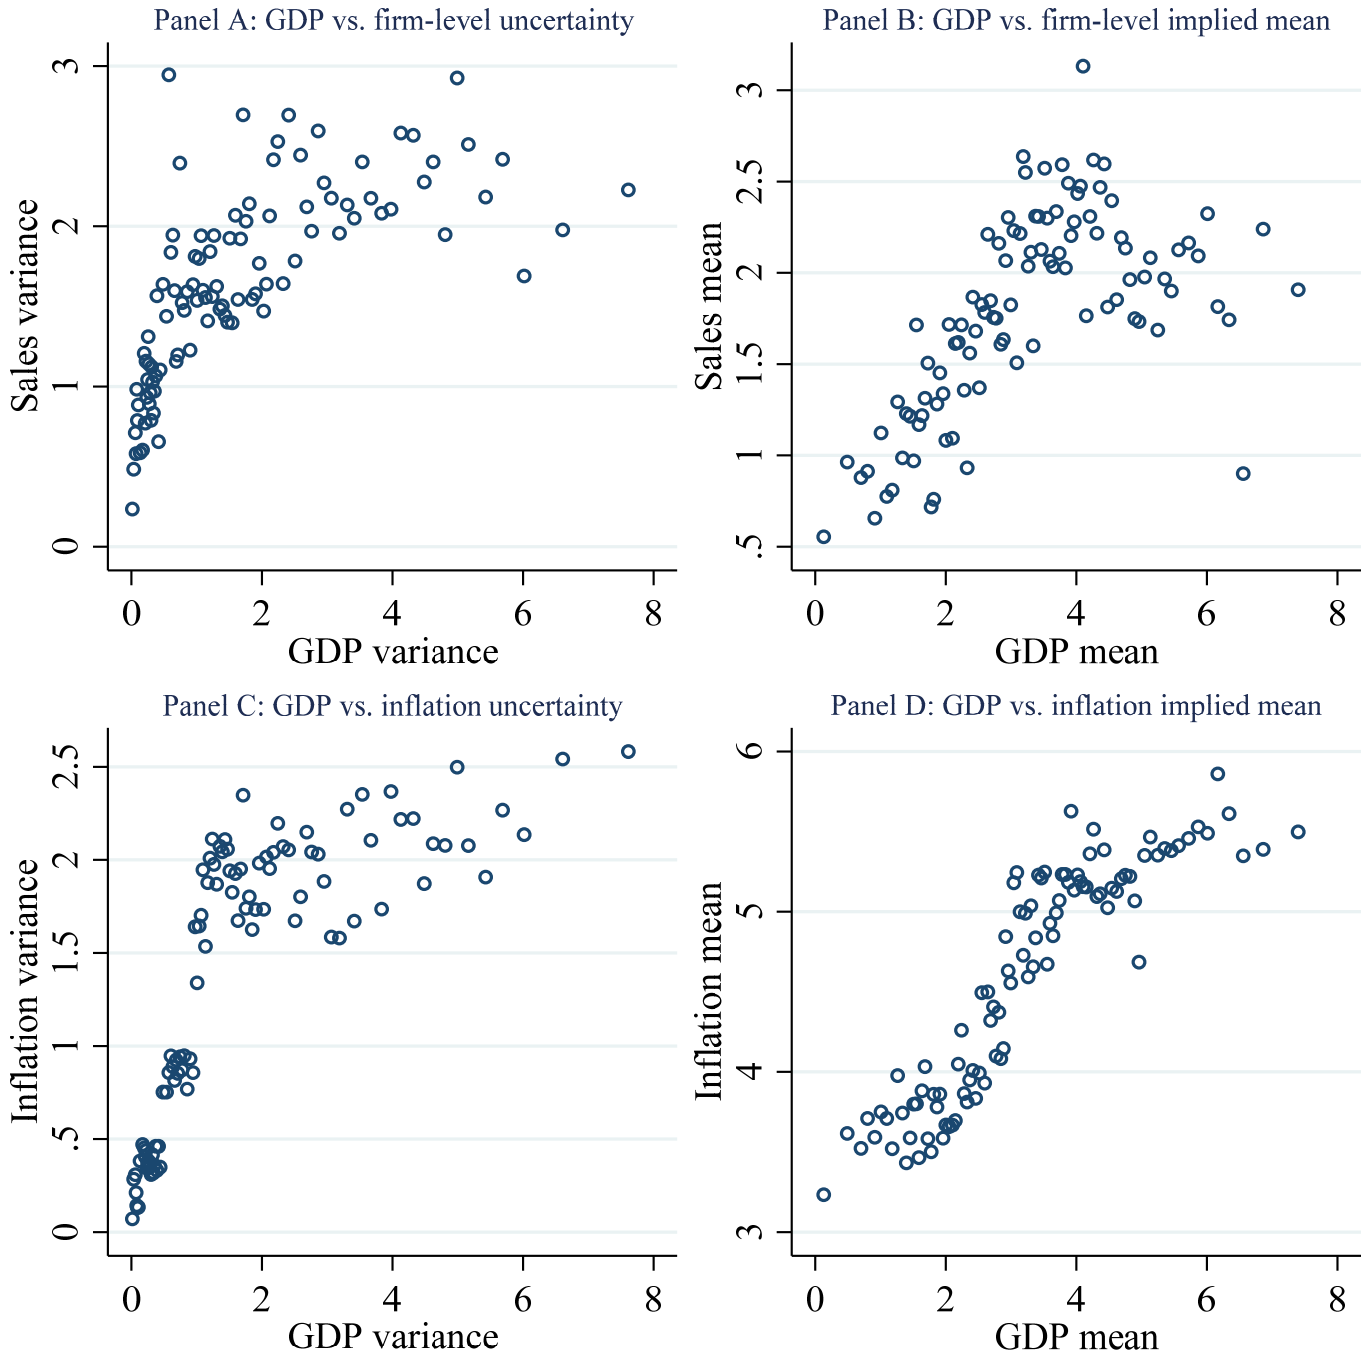 Panel A: GDP vs. firm-level uncertainty
Sales variance
3
2
1
0
0 2 4 6 8
GDP variance
Panel B: GDP vs. firm-level implied mean
Sales mean
3
2.5
2
1.5
1
.5
0 2 4 6 8
GDP mean
Panel C: GDP vs. inflation uncertainty
Inflation variance
2.5
2
1.5
1
.5
0
0 2 4 6 8
GDP variance
Panel D: GDP vs. inflation implied mean
Inflation mean
6
5
4
3
0 2 4 6 8
GDP mean